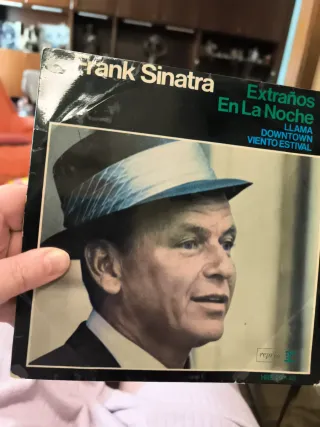 Frank Sinatra
Extraños
En La Noche
LLAMA
DOWNTOWN
VIENTO ESTIVAL